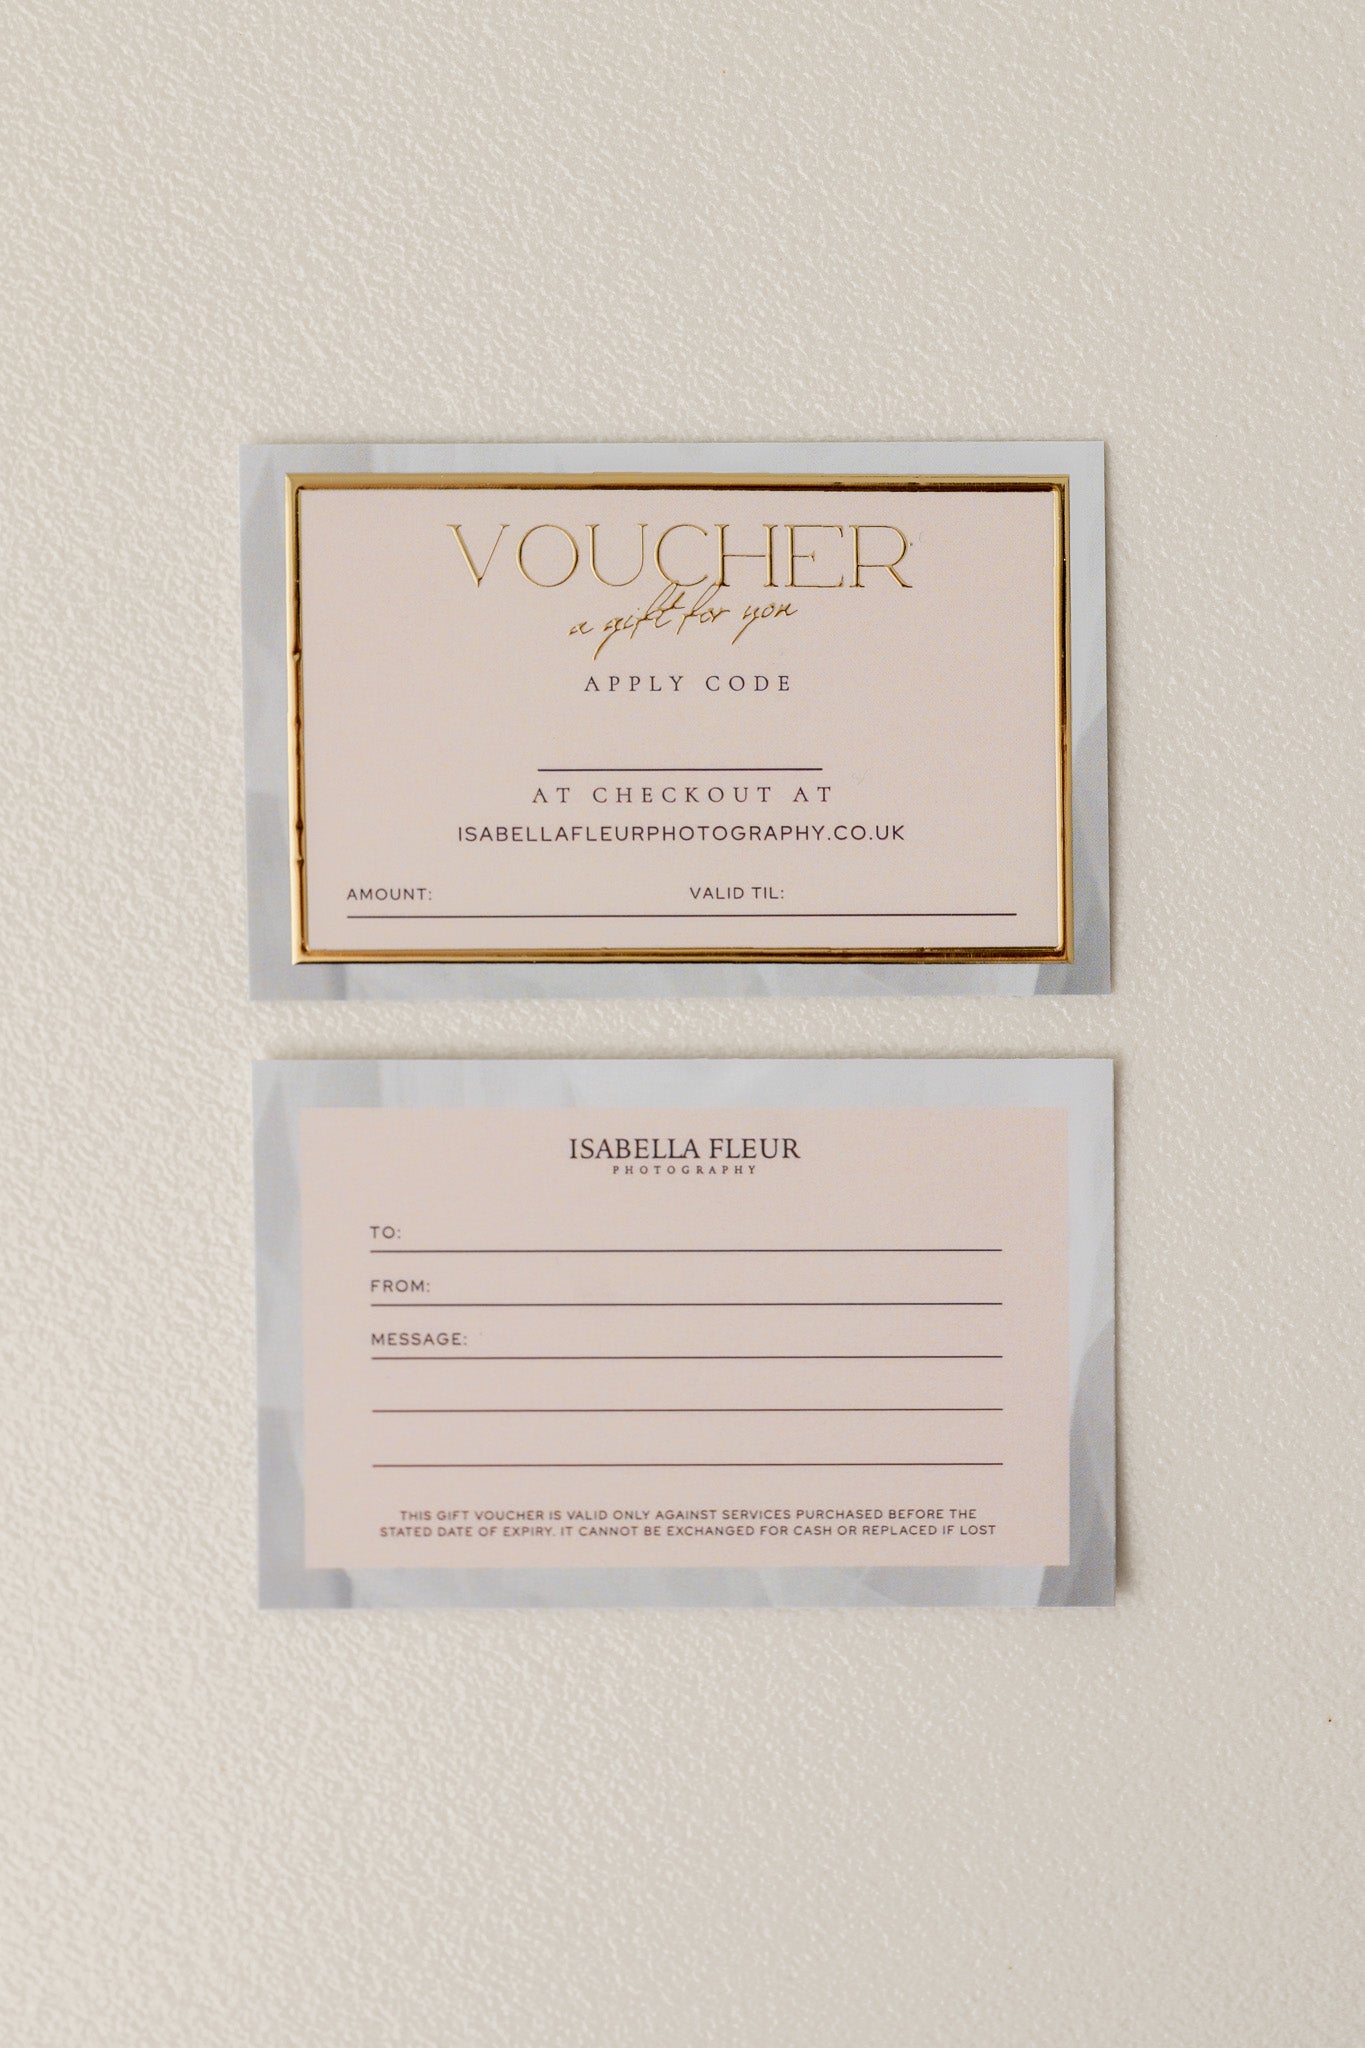 VOUCHER
a gift for you
APPLY CODE
AT CHECKOUT AT
ISABELLAFLEURPHOTOGRAPHY.CO.UK
AMOUNT: VALID TIL:
ISABELLA FLEUR
PHOTOGRAPHY
TO:
FROM:
MESSAGE:
THIS GIFT VOUCHER IS VALID ONLY AGAINST SERVICES PURCHASED BEFORE THE
STATED DATE OF EXPIRY. IT CANNOT BE EXCHANGED FOR CASH OR REPLACED IF LOST